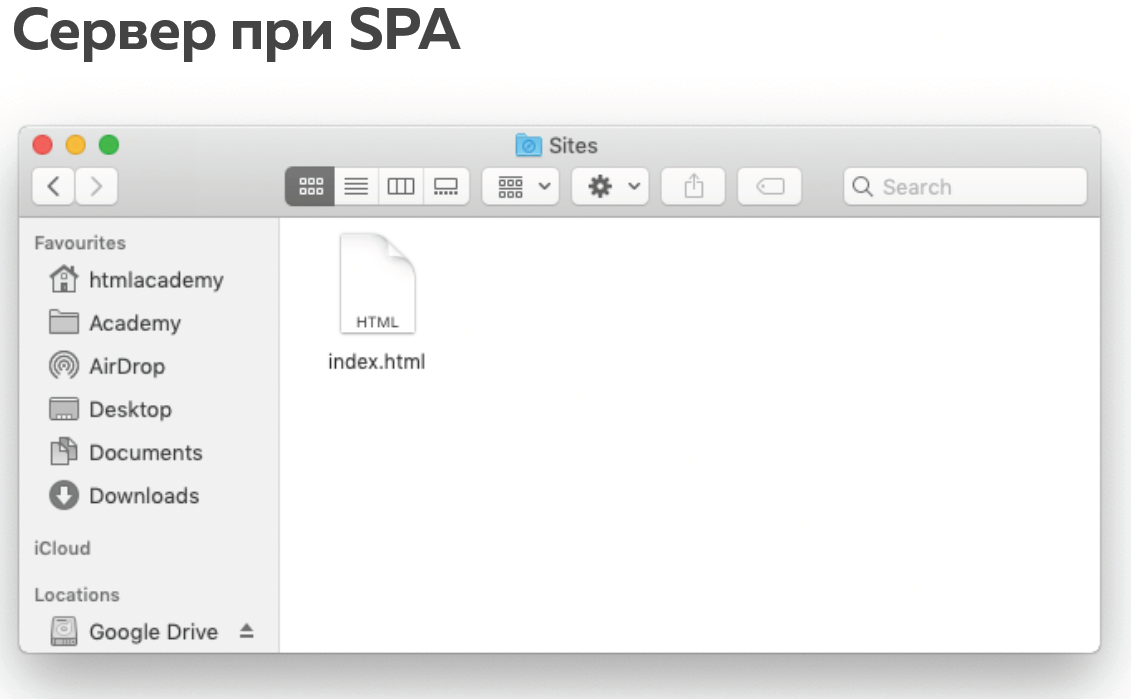 Сервер при SPA
Sites
Search
Favourites
htmlacademy
Academy
AirDrop
Desktop
Documents
Downloads
iCloud
Locations
Google Drive
HTML
index.html